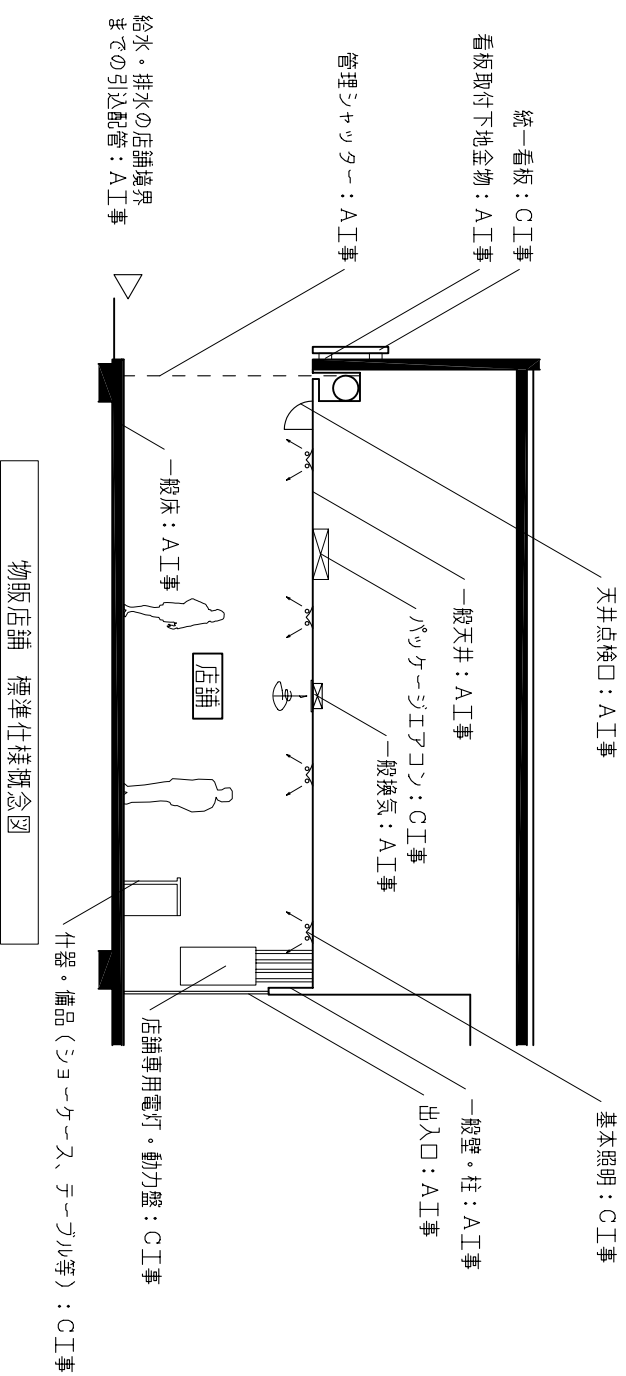 天井点検口：A工事
基本照明：C工事
統一看板：C工事
看板取付下地金物：A工事
一般天井：A工事
パッケージエアコン：C工事
一般換気：A工事
一般壁・柱：A工事
出入口：A工事
管理シャッター：A工事
店舗
一般床：A工事
店舗専用電灯・動力盤：C工事
給水・排水の店舗境界
までの引込配管：A工事
什器・備品（ショーケース、テーブル等）：C工事
物販店舗　標準仕様概念図